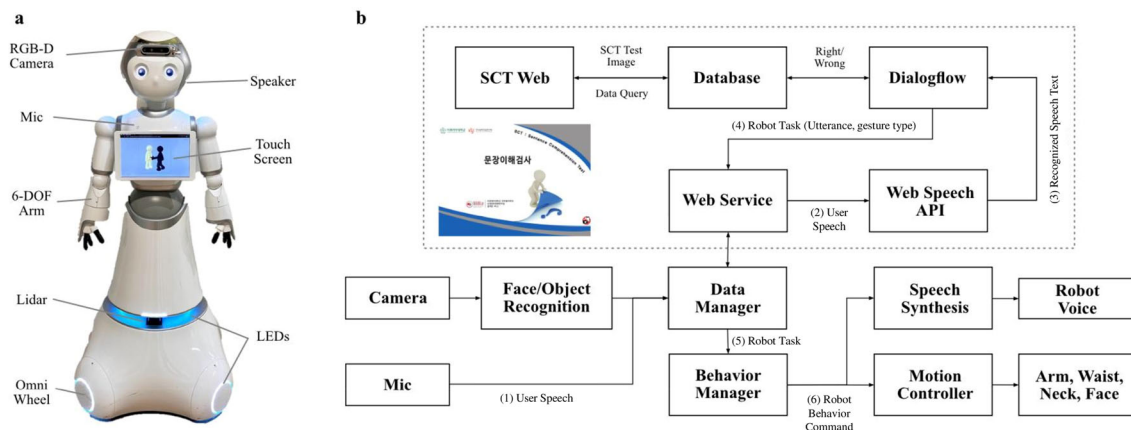 a
RGB-D
Camera
Speaker
Mic
Touch
Screen
6-DOF
Arm
Lidar
LEDs
Omni
Wheel
b
SCT Web
SCT Test
Image
Data Query
Database
Right/
Wrong
Dialogflow
(3) Recognized Speech Text
(4) Robot Task (Utterance, gesture type)
SCT : Sentence Comprehension Test
문장이해검사
Web Service
(2) User
Speech
Web Speech
API
Camera
Face/Object
Recognition
Data
Manager
Speech
Synthesis
Robot
Voice
(5) Robot Task
Mic
(1) User Speech
Behavior
Manager
(6) Robot
Behavior
Command
Motion
Controller
Arm, Waist,
Neck, Face